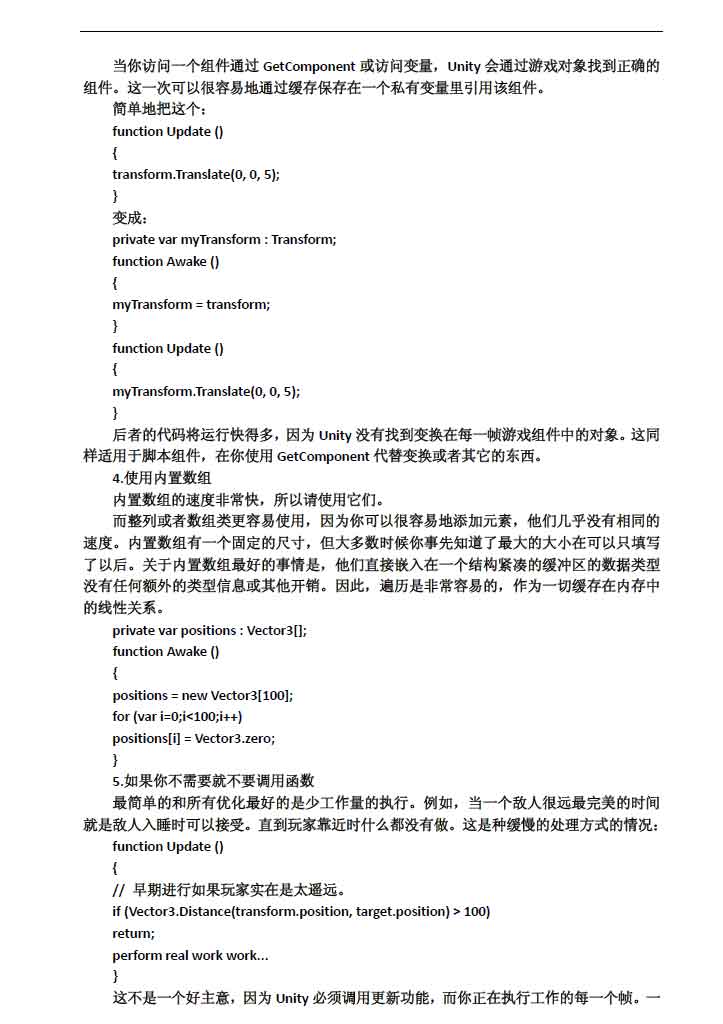 当你访问一个组件通过 GetComponent 或访问变量，Unity 会通过游戏对象找到正确的
组件。这一次可以很容易地通过缓存保存在一个私有变量里引用该组件。
简单地把这个：
function Update ()
{
transform.Translate(0, 0, 5);
}
变成：
private var myTransform : Transform;
function Awake ()
{
myTransform = transform;
}
function Update ()
{
myTransform.Translate(0, 0, 5);
}
后者的代码将运行快得多，因为 Unity 没有找到变换在每一帧游戏组件中的对象。这同
样适用于脚本组件，在你使用 GetComponent 代替变换或者其它的东西。
4.使用内置数组
内置数组的速度非常快，所以请使用它们。
而整列或者数组类更容易使用，因为你可以很容易地添加元素，他们几乎没有相同的
速度。内置数组有一个固定的尺寸，但大多数时候你事先知道了最大的大小在可以只填写
了以后。关于内置数组最好的事情是，他们直接嵌入在一个结构紧凑的缓冲区的数据类型
没有任何额外的类型信息或其他开销。因此，遍历是非常容易的，作为一切缓存在内存中
的线性关系。
private var positions : Vector3[];
function Awake ()
{
positions = new Vector3[100];
for (var i=0;i<100;i++)
positions[i] = Vector3.zero;
}
5.如果你不需要就不要调用函数
最简单的和所有优化最好的是少工作量的执行。例如，当一个敌人很远最完美的时间
就是敌人入睡时可以接受。直到玩家靠近时什么都没有做。这是种缓慢的处理方式的情况：
function Update ()
{
// 早期进行如果玩家实在是太遥远。
if (Vector3.Distance(transform.position, target.position) > 100)
return;
perform real work work...
}
这不是一个好主意，因为 Unity 必须调用更新功能，而你正在执行工作的每一个帧。一